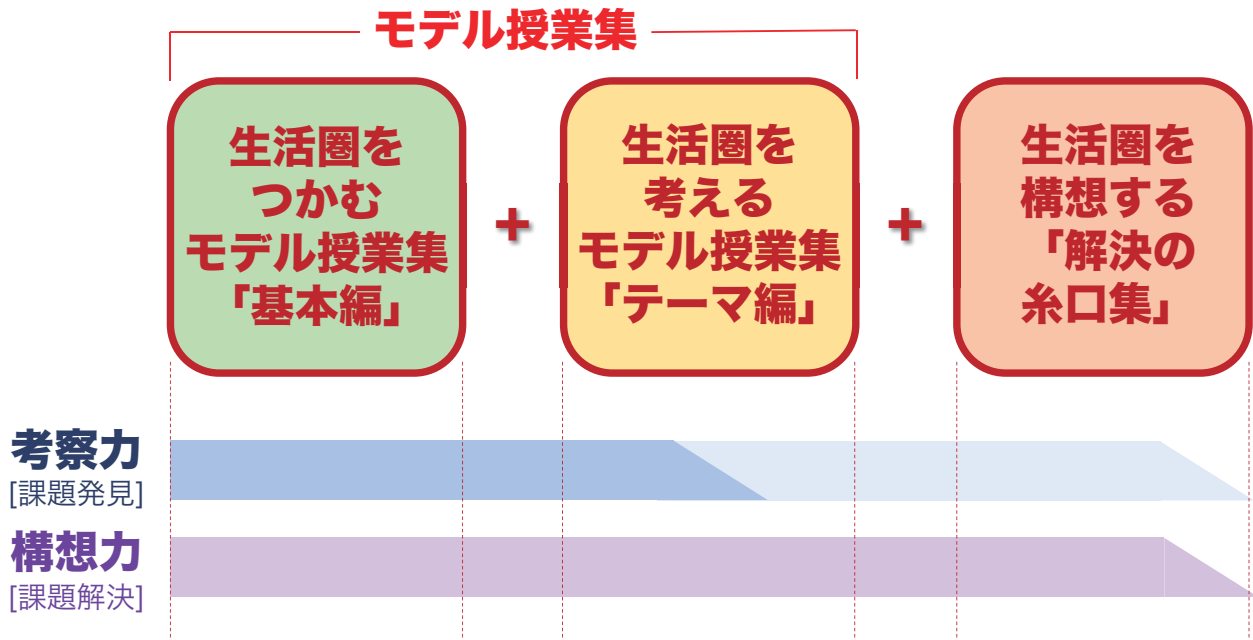 モデル授業集
生活圏を
つかむ
モデル授業集
「基本編」
+
生活圏を
考える
モデル授業集
「テーマ編」
+
生活圏を
構想する
「解決の
糸口集」
考察力
[課題発見]
構想力
[課題解決]